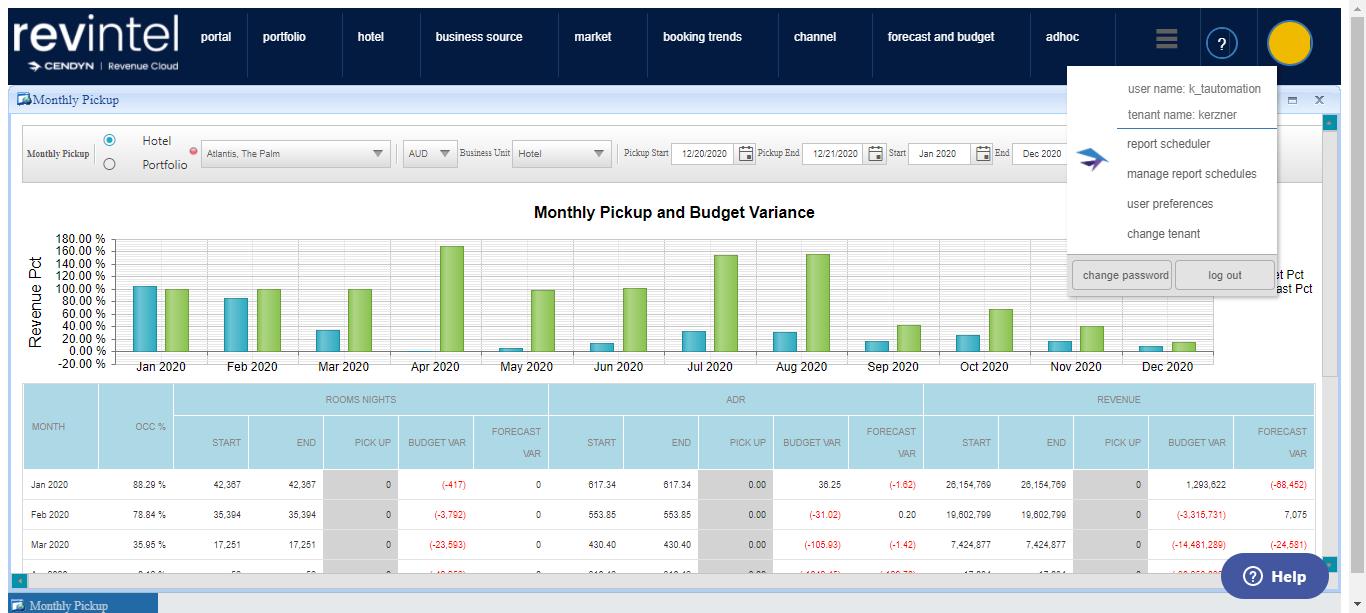 revintel
CENDYN | Revenue Cloud
portal portfolio hotel business source market booking trends channel forecast and budget adhoc ?
user name: k_tautomation
tenant name: kerzner
report scheduler
manage report schedules
user preferences
change tenant
change password log out
Monthly Pickup
Monthly Pickup Hotel Portfolio Atlantis, The Palm AUD Business Unit Hotel Pickup Start 12/20/2020 Pickup End 12/21/2020 Start Jan 2020 End Dec 2020
Monthly Pickup and Budget Variance
Revenue Pct
180.00 %
160.00 %
140.00 %
120.00 %
100.00 %
80.00 %
60.00 %
40.00 %
20.00 %
0.00 %
-20.00 %
Jan 2020 Feb 2020 Mar 2020 Apr 2020 May 2020 Jun 2020 Jul 2020 Aug 2020 Sep 2020 Oct 2020 Nov 2020 Dec 2020
et Pct
ast Pct
ROOMS NIGHTS ADR REVENUE
MONTH OCC % START END PICK UP BUDGET VAR FORECAST VAR START END PICK UP BUDGET VAR FORECAST VAR START END PICK UP BUDGET VAR FORECAST VAR
Jan 2020 88.29 % 42,367 42,367 0 (-417) 0 617.34 617.34 0.00 36.25 (-1.62) 26,154,769 26,154,769 0 1,293,622 (-68,452)
Feb 2020 78.84 % 35,394 35,394 0 (-3,792) 0 553.85 553.85 0.00 (-31.02) 0.20 19,602,799 19,602,799 0 (-3,315,731) 7,075
Mar 2020 35.95 % 17,251 17,251 0 (-23,593) 0 430.40 430.40 0.00 (-105.93) (-1.42) 7,424,877 7,424,877 0 (-14,481,289) (-24,581)
? Help
Monthly Pickup